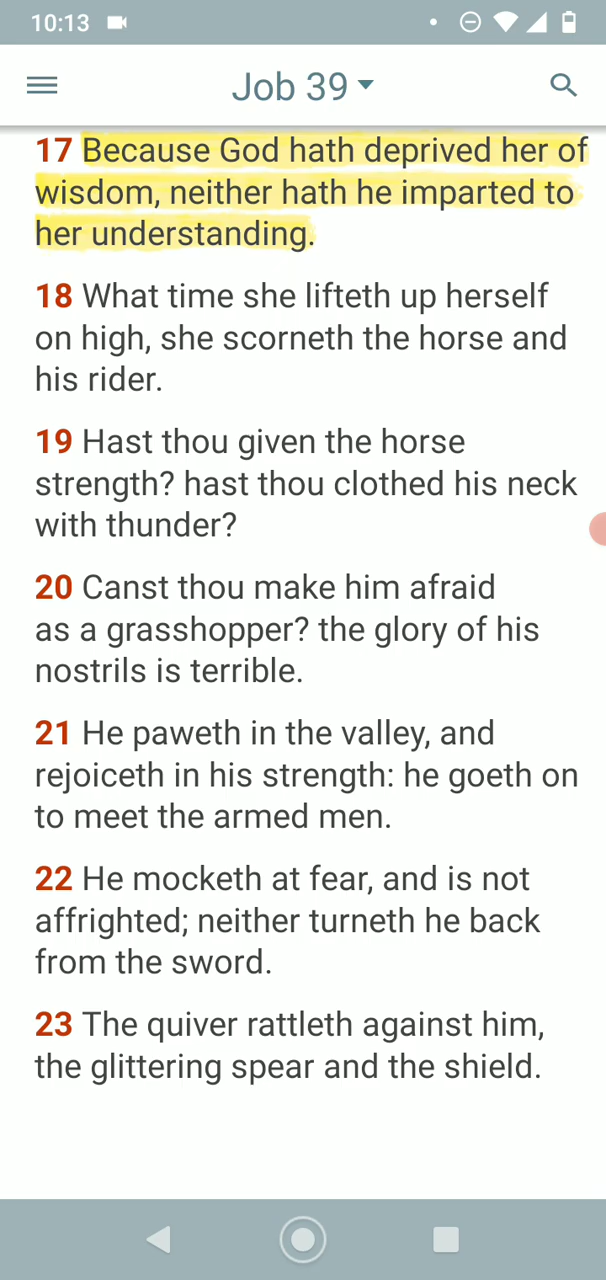 10:13
Job 39
17 Because God hath deprived her of
wisdom, neither hath he imparted to
her understanding.
18 What time she lifteth up herself
on high, she scorneth the horse and
his rider.
19 Hast thou given the horse
strength? hast thou clothed his neck
with thunder?
20 Canst thou make him afraid
as a grasshopper? the glory of his
nostrils is terrible.
21 He paweth in the valley, and
rejoiceth in his strength: he goeth on
to meet the armed men.
22 He mocketh at fear, and is not
affrighted; neither turneth he back
from the sword.
23 The quiver rattleth against him,
the glittering spear and the shield.